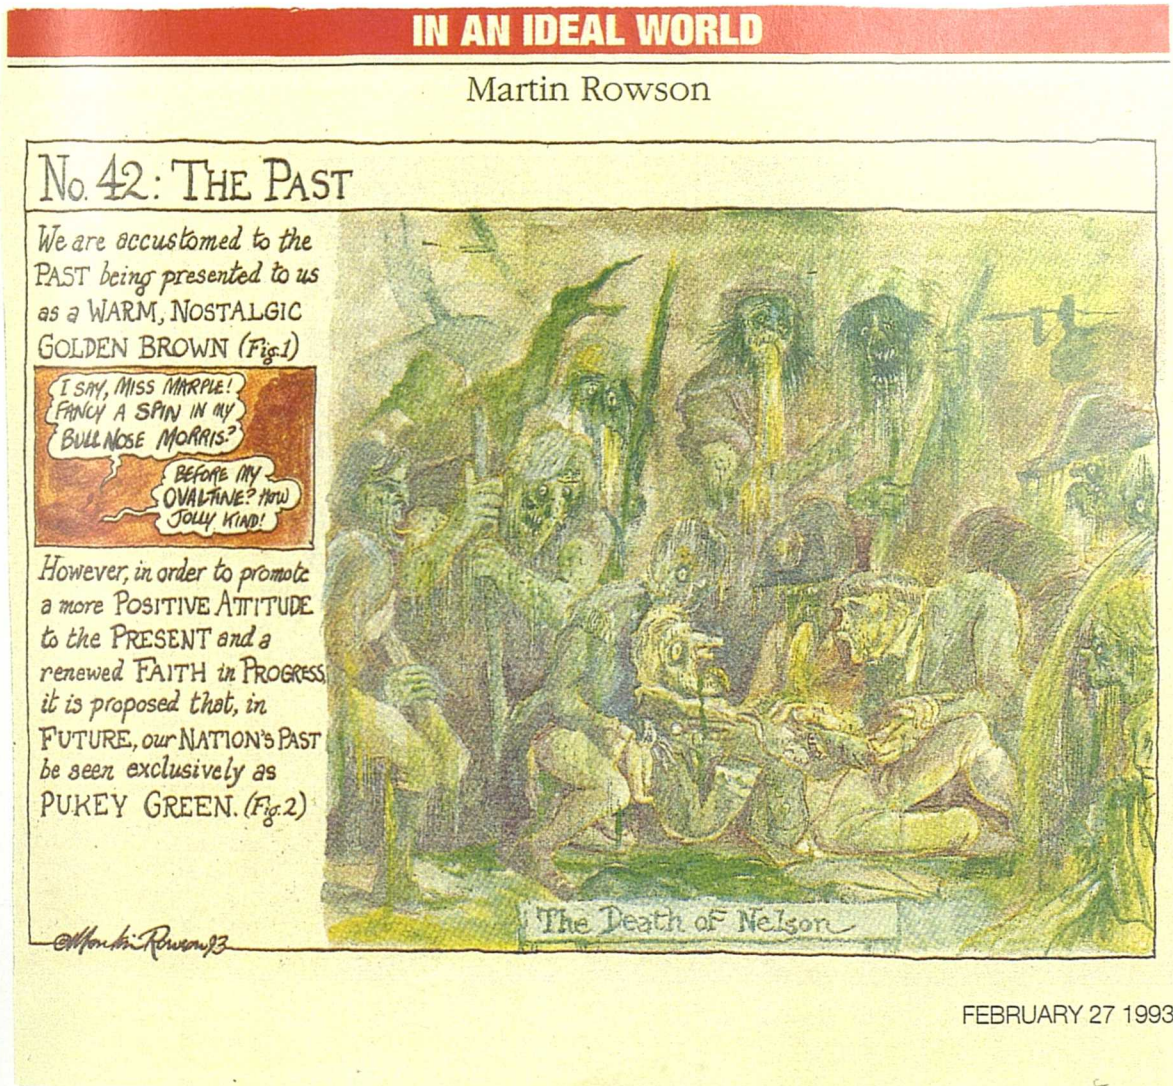 IN AN IDEAL WORLD
Martin Rowson
No. 42: THE PAST
We are accustomed to the
PAST being presented to us
as a WARM, NOSTALGIC
GOLDEN BROWN (Fig.1)
I SAY, MISS MARPLE!
FANCY A SPIN IN MY
BULLNOSE MORRIS?
BEFORE MY
OVALTINE? HOW
JOLLY KIND!
However, in order to promote
a more POSITIVE ATTITUDE
to the PRESENT and a
renewed FAITH in PROGRESS
it is proposed that, in
FUTURE, our NATION'S PAST
be seen exclusively as
PUKEY GREEN. (Fig.2)
The Death of Nelson
©Martin Rowson 93
FEBRUARY 27 1993